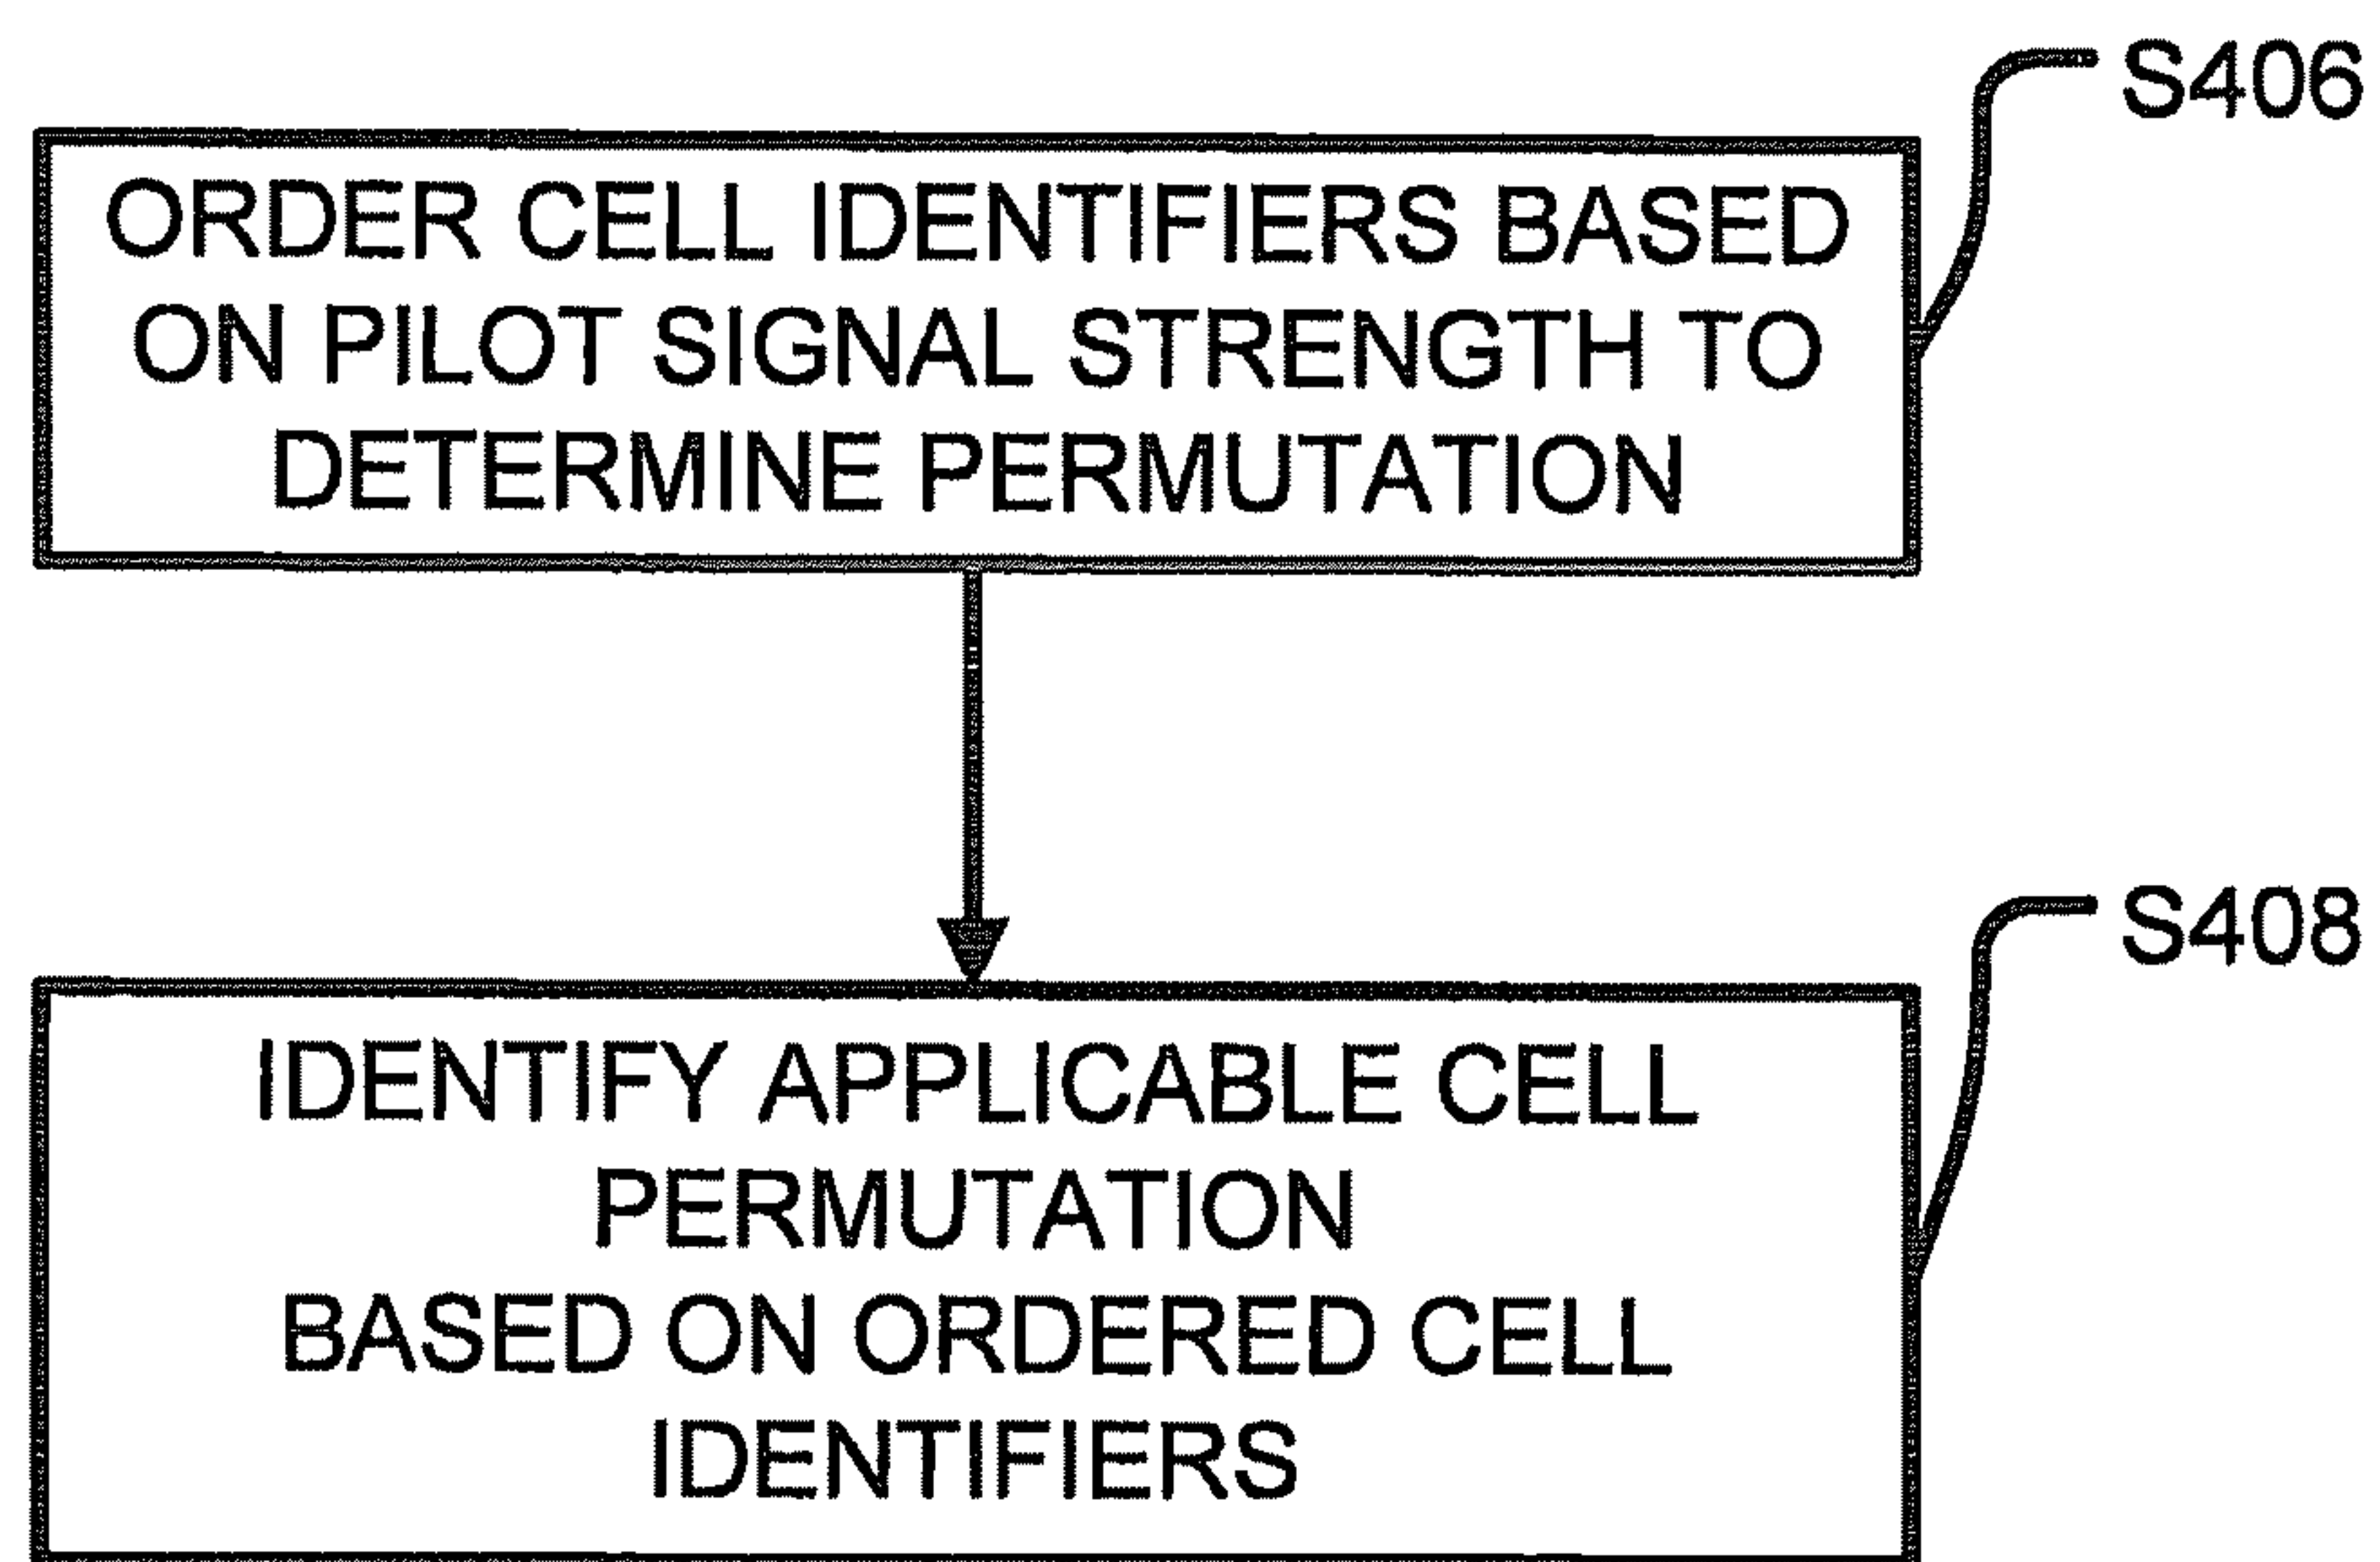 S406
ORDER CELL IDENTIFIERS BASED
ON PILOT SIGNAL STRENGTH TO
DETERMINE PERMUTATION
S408
IDENTIFY APPLICABLE CELL
PERMUTATION
BASED ON ORDERED CELL
IDENTIFIERS